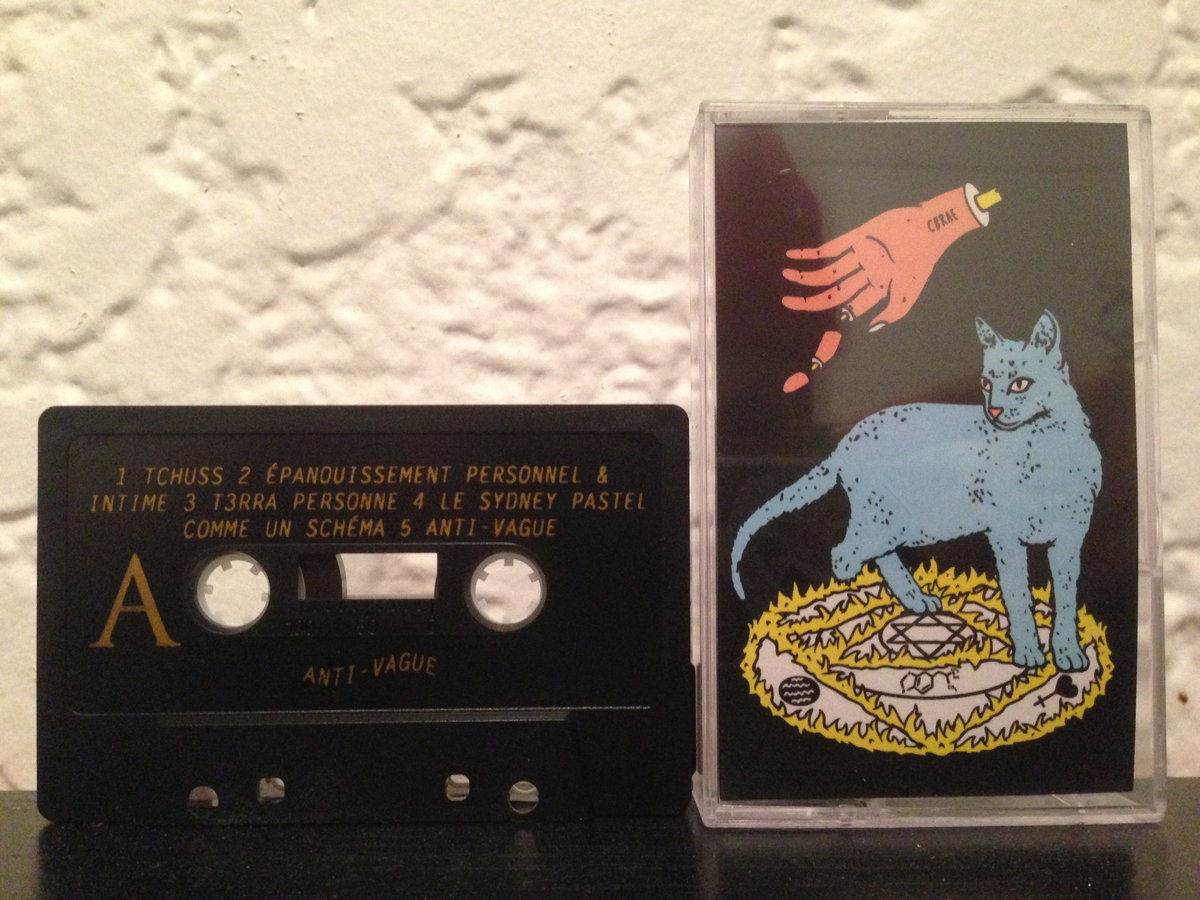 1 TCHUSS 2 ÉPANOUISSEMENT PERSONNEL &
INTIME 3 T3RRA PERSONNE 4 LE SYDNEY PASTEL
COMME UN SCHÉMA 5 ANTI-VAGUE
A
ANTI-VAGUE
CBRAE